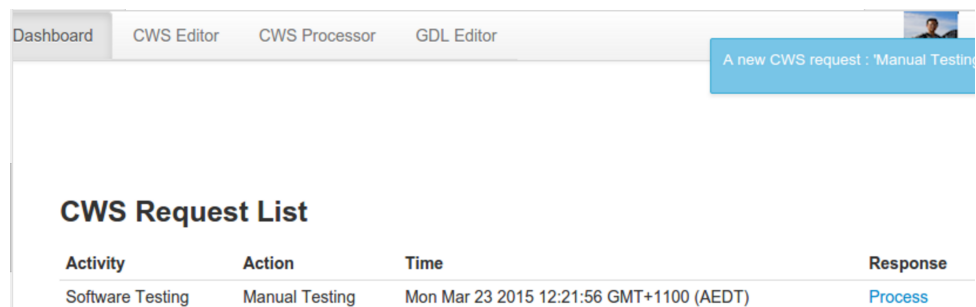 Dashboard CWS Editor CWS Processor GDL Editor
A new CWS request : 'Manual Testing
CWS Request List
Activity Action Time Response
Software Testing Manual Testing Mon Mar 23 2015 12:21:56 GMT+1100 (AEDT) Process